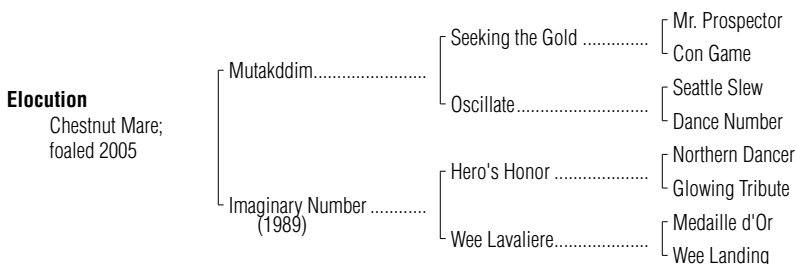 Mr. Prospector
Seeking the Gold ..............
Con Game
Mutakddim.......................
Seattle Slew
Oscillate............................
Dance Number
Elocution
Chestnut Mare;
foaled 2005
Northern Dancer
Hero's Honor ....................
Glowing Tribute
Imaginary Number ............
(1989)
Medaille d'Or
Wee Lavaliere....................
Wee Landing